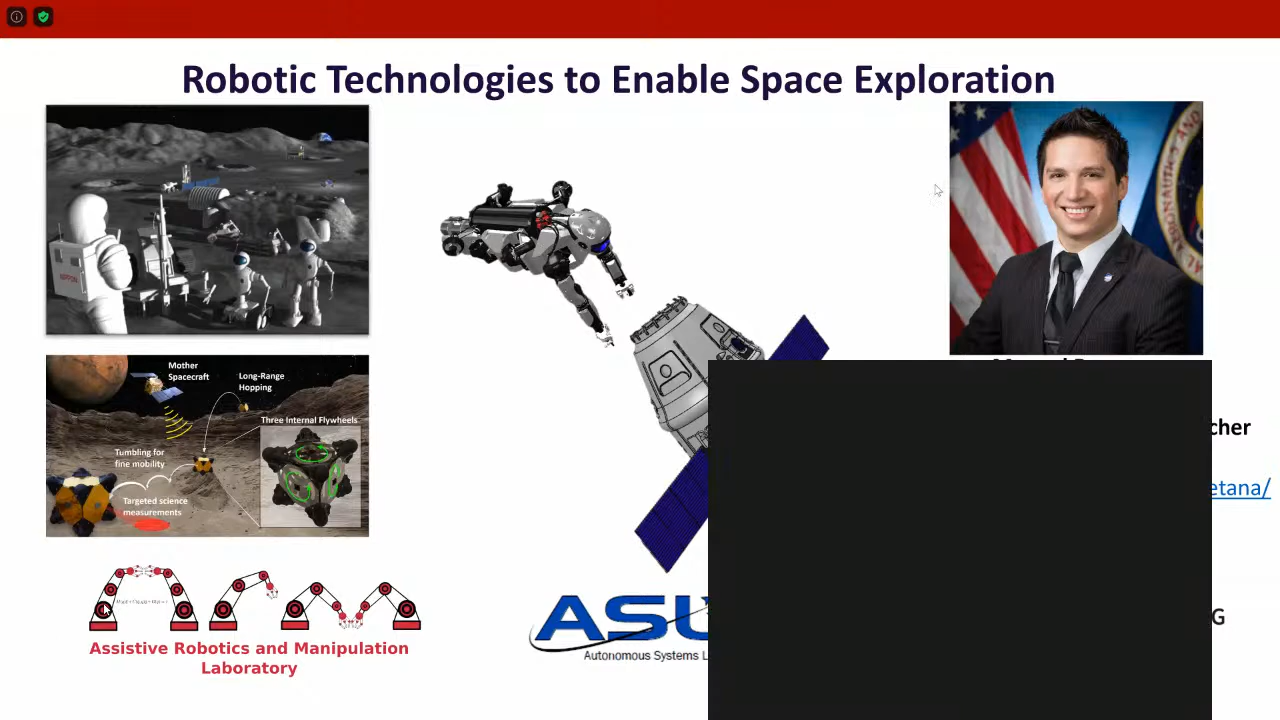 Robotic Technologies to Enable Space Exploration
Mother
Spacecraft
Long-Range
Hopping
Three Internal Flywheels
Tumbling for
fine mobility
Targeted science
measurements
cher
etana/
G
Assistive Robotics and Manipulation
Laboratory
ASL
Autonomous Systems L